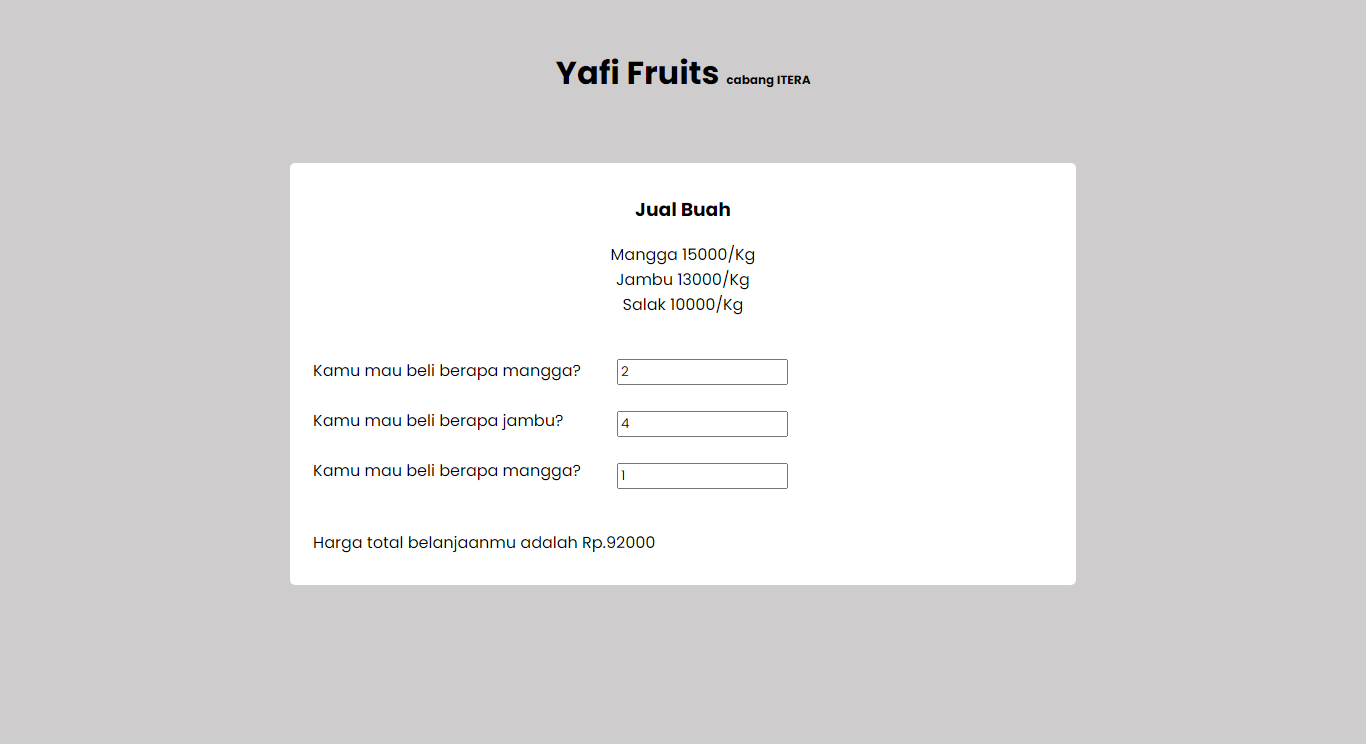 Yafi Fruits cabang ITERA
Jual Buah
Mangga 15000/Kg
Jambu 13000/Kg
Salak 10000/Kg
Kamu mau beli berapa mangga? 2
Kamu mau beli berapa jambu? 4
Kamu mau beli berapa mangga? 1
Harga total belanjaanmu adalah Rp.92000